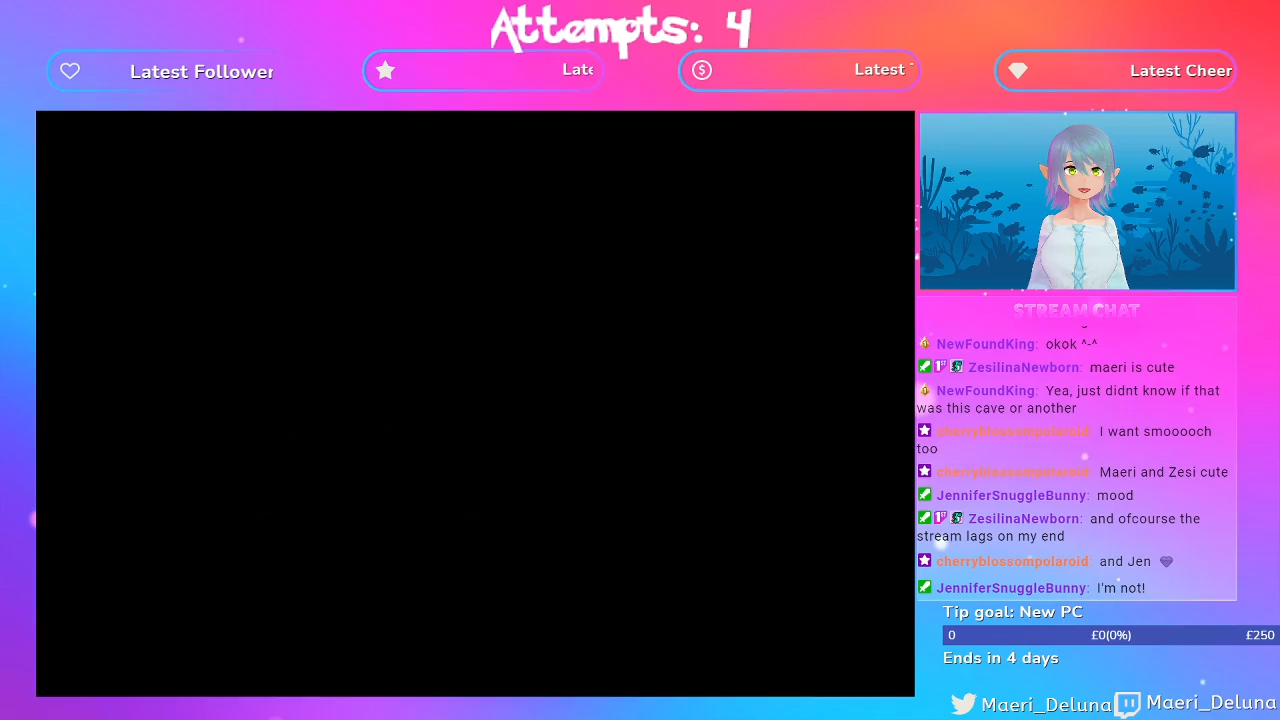 Attempts: 4
Latest Follower
Late
Latest
Latest Cheer
STREAM CHAT
NewFoundKing: okok ^-^
ZesilinaNewborn: maeri is cute
NewFoundKing: Yea, just didnt know if that
was this cave or another
cherryblossompolaroid: I want smooooch
too
cherryblossompolaroid: Maeri and Zesi cute
JenniferSnuggleBunny: mood
ZesilinaNewborn: and ofcourse the
stream lags on my end
cherryblossompolaroid: and Jen
JenniferSnuggleBunny: I'm not!
Tip goal: New PC
0 £0(0%) £250
Ends in 4 days
Maeri_Deluna Maeri_Deluna